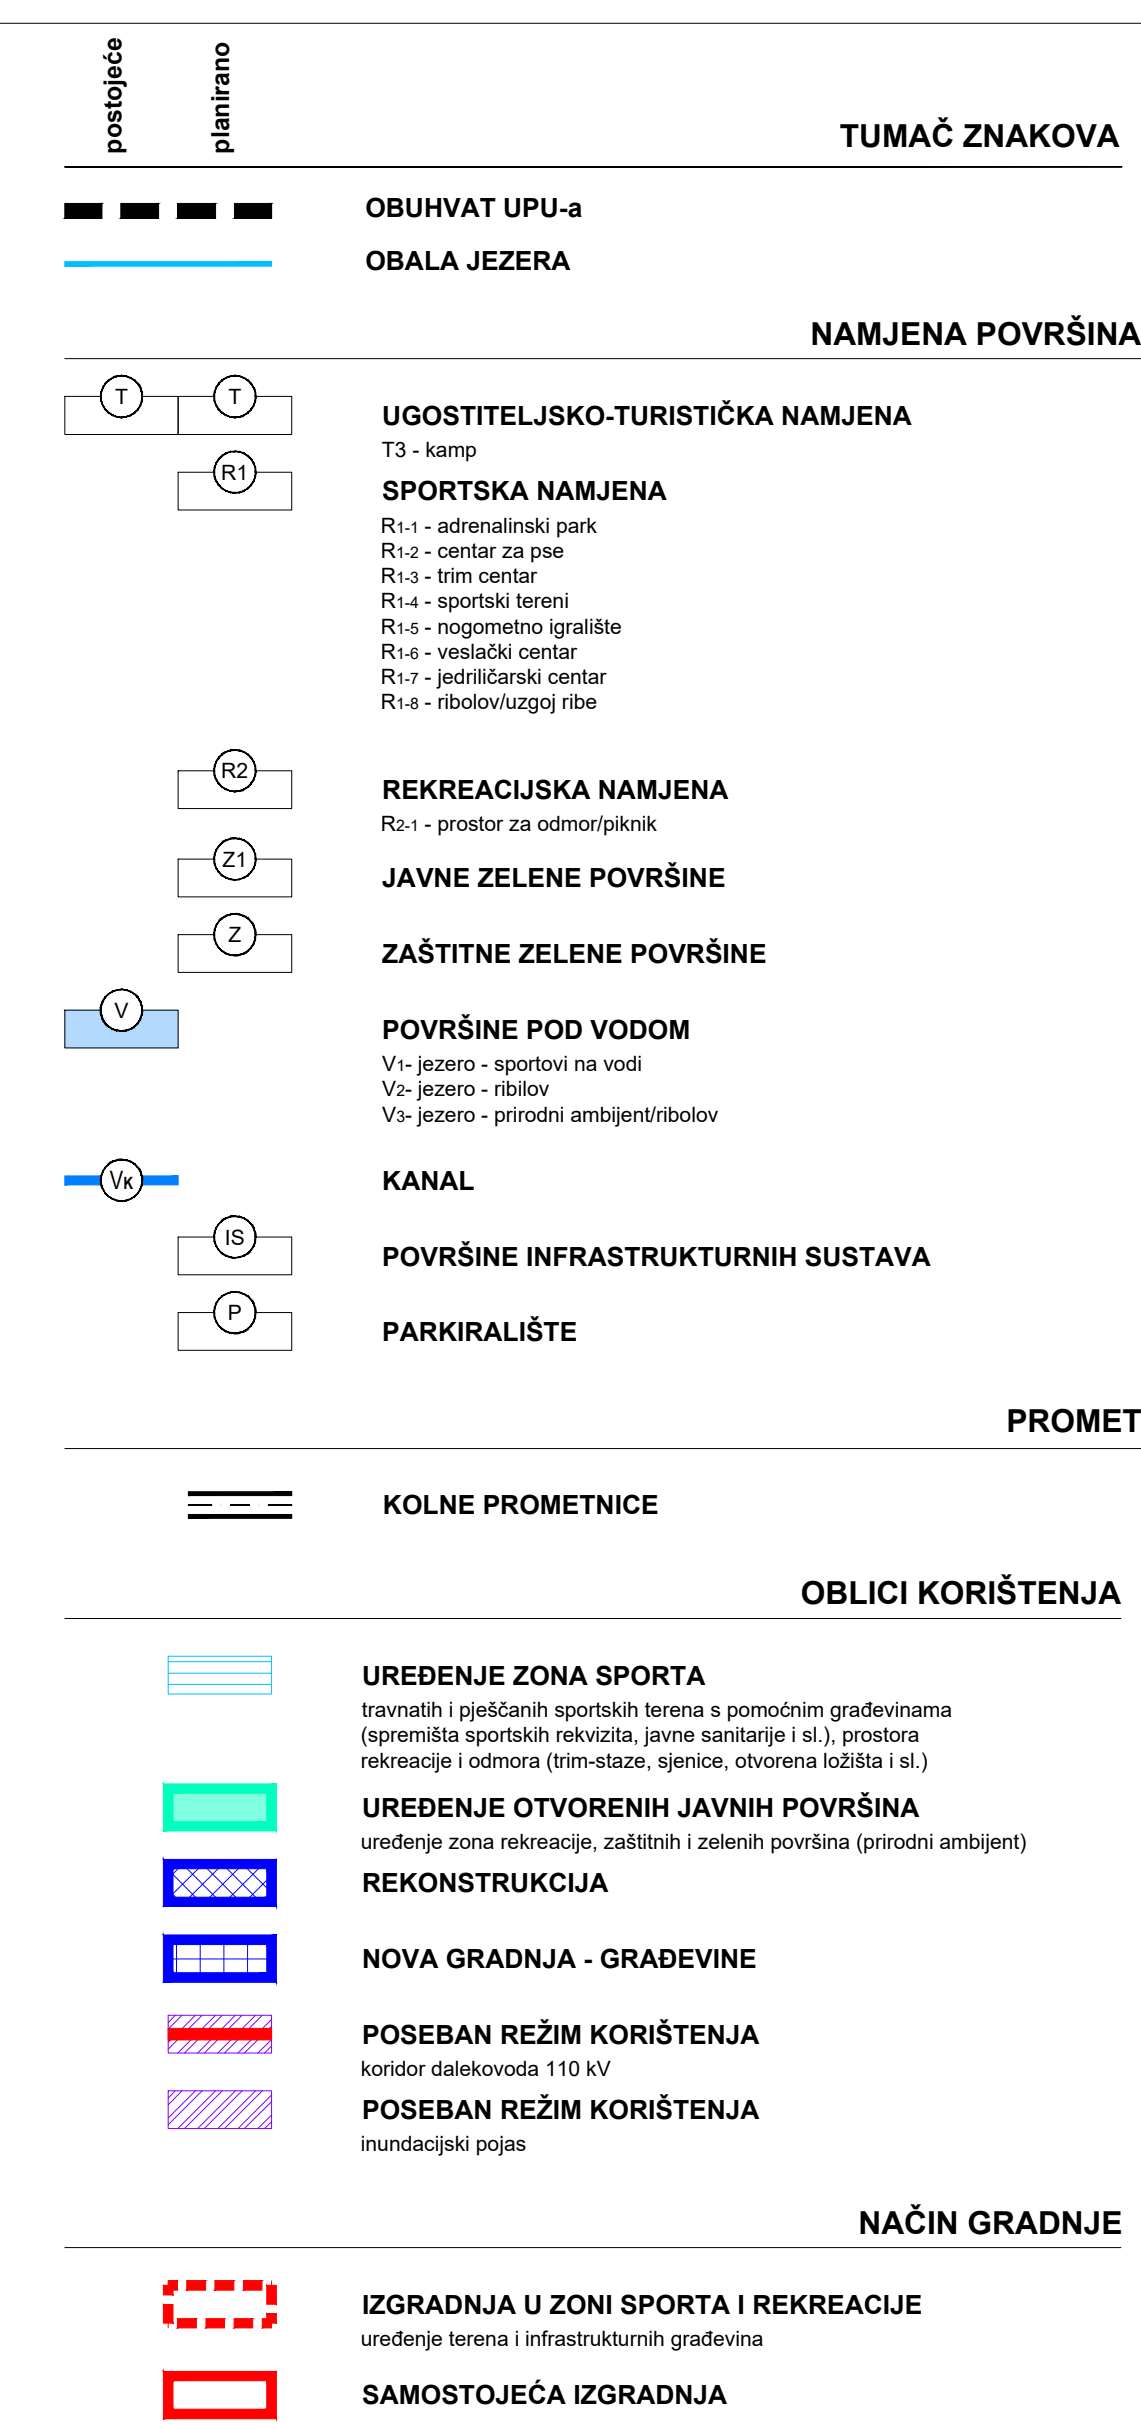 postojeće
planirano
TUMAČ ZNAKOVA
OBUHVAT UPU-a
OBALA JEZERA
NAMJENA POVRŠINA
T T
UGOSTITELJSKO-TURISTIČKA NAMJENA
T3 - kamp
R1
SPORTSKA NAMJENA
R1-1 - adrenalinski park
R1-2 - centar za pse
R1-3 - trim centar
R1-4 - sportski tereni
R1-5 - nogometno igralište
R1-6 - veslački centar
R1-7 - jedriličarski centar
R1-8 - ribolov/uzgoj ribe
R2
REKREACIJSKA NAMJENA
R2-1 - prostor za odmor/piknik
Z1
JAVNE ZELENE POVRŠINE
Z
ZAŠTITNE ZELENE POVRŠINE
V
POVRŠINE POD VODOM
V1- jezero - sportovi na vodi
V2- jezero - ribilov
V3- jezero - prirodni ambijent/ribolov
VK
KANAL
IS
POVRŠINE INFRASTRUKTURNIH SUSTAVA
P
PARKIRALIŠTE
PROMET
KOLNE PROMETNICE
OBLICI KORIŠTENJA
UREĐENJE ZONA SPORTA
travnatih i pješčanih sportskih terena s pomoćnim građevinama
(spremišta sportskih rekvizita, javne sanitarije i sl.), prostora
rekreacije i odmora (trim-staze, sjenice, otvorena ložišta i sl.)
UREĐENJE OTVORENIH JAVNIH POVRŠINA
uređenje zona rekreacije, zaštitnih i zelenih površina (prirodni ambijent)
REKONSTRUKCIJA
NOVA GRADNJA - GRAĐEVINE
POSEBAN REŽIM KORIŠTENJA
koridor dalekovoda 110 kV
POSEBAN REŽIM KORIŠTENJA
inundacijski pojas
NAČIN GRADNJE
IZGRADNJA U ZONI SPORTA I REKREACIJE
uređenje terena i infrastrukturnih građevina
SAMOSTOJEĆA IZGRADNJA